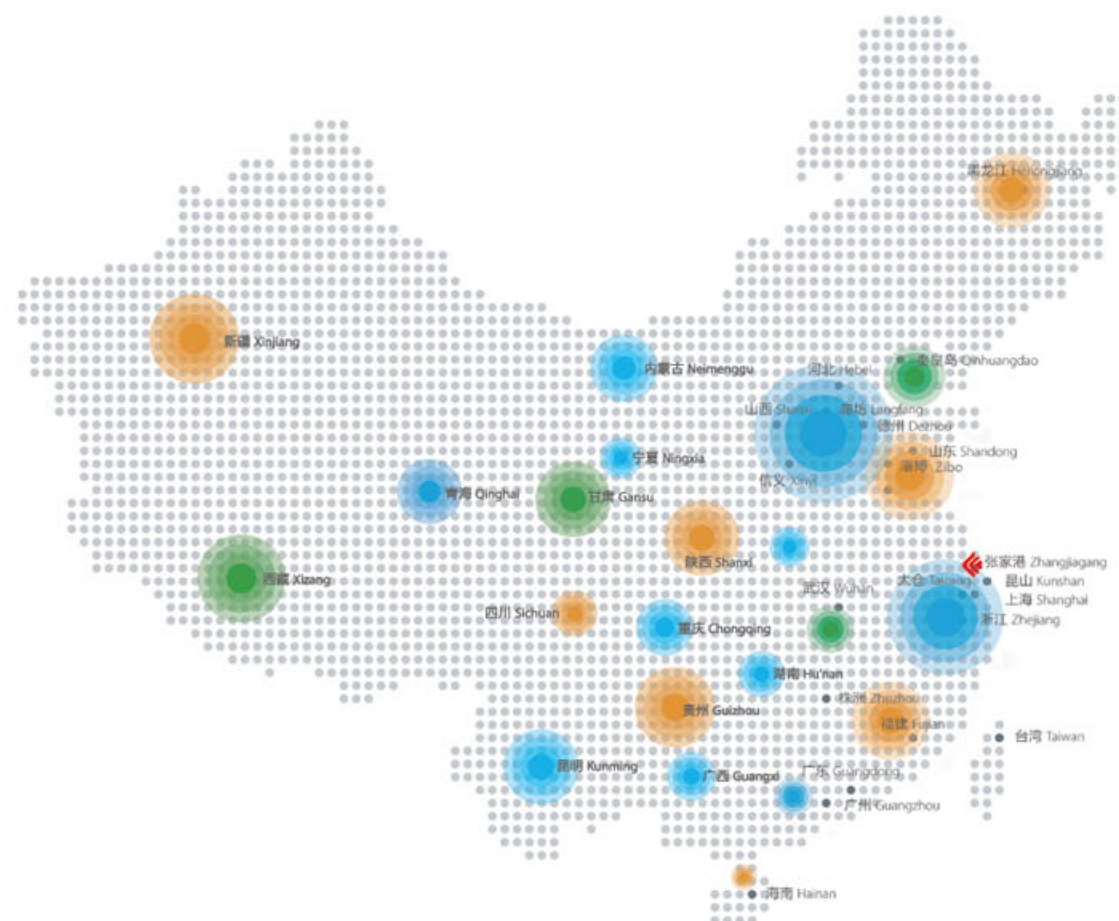 黑龙江 Heilongjiang
新疆 Xinjiang
秦皇岛 Qinhuangdao
内蒙古 Neimenggu
河北 Hebei
山西 Shanxi
廊坊 Langfang
德州 Dezhou
山东 Shandong
宁夏 Ningxia
淄博 Zibo
信义 Xinyi
青海 Qinghai
甘肃 Gansu
陕西 Shanxi
张家港 Zhangjiagang
西藏 Xizang
太仓 Taicang
昆山 Kunshan
武汉 Wuhan
上海 Shanghai
四川 Sichuan
浙江 Zhejiang
重庆 Chongqing
湖南 Hu'nan
株洲 Zhuzhou
贵州 Guizhou
福建 Fujian
台湾 Taiwan
昆明 Kunming
广西 Guangxi
广东 Guangdong
广州 Guangzhou
海南 Hainan